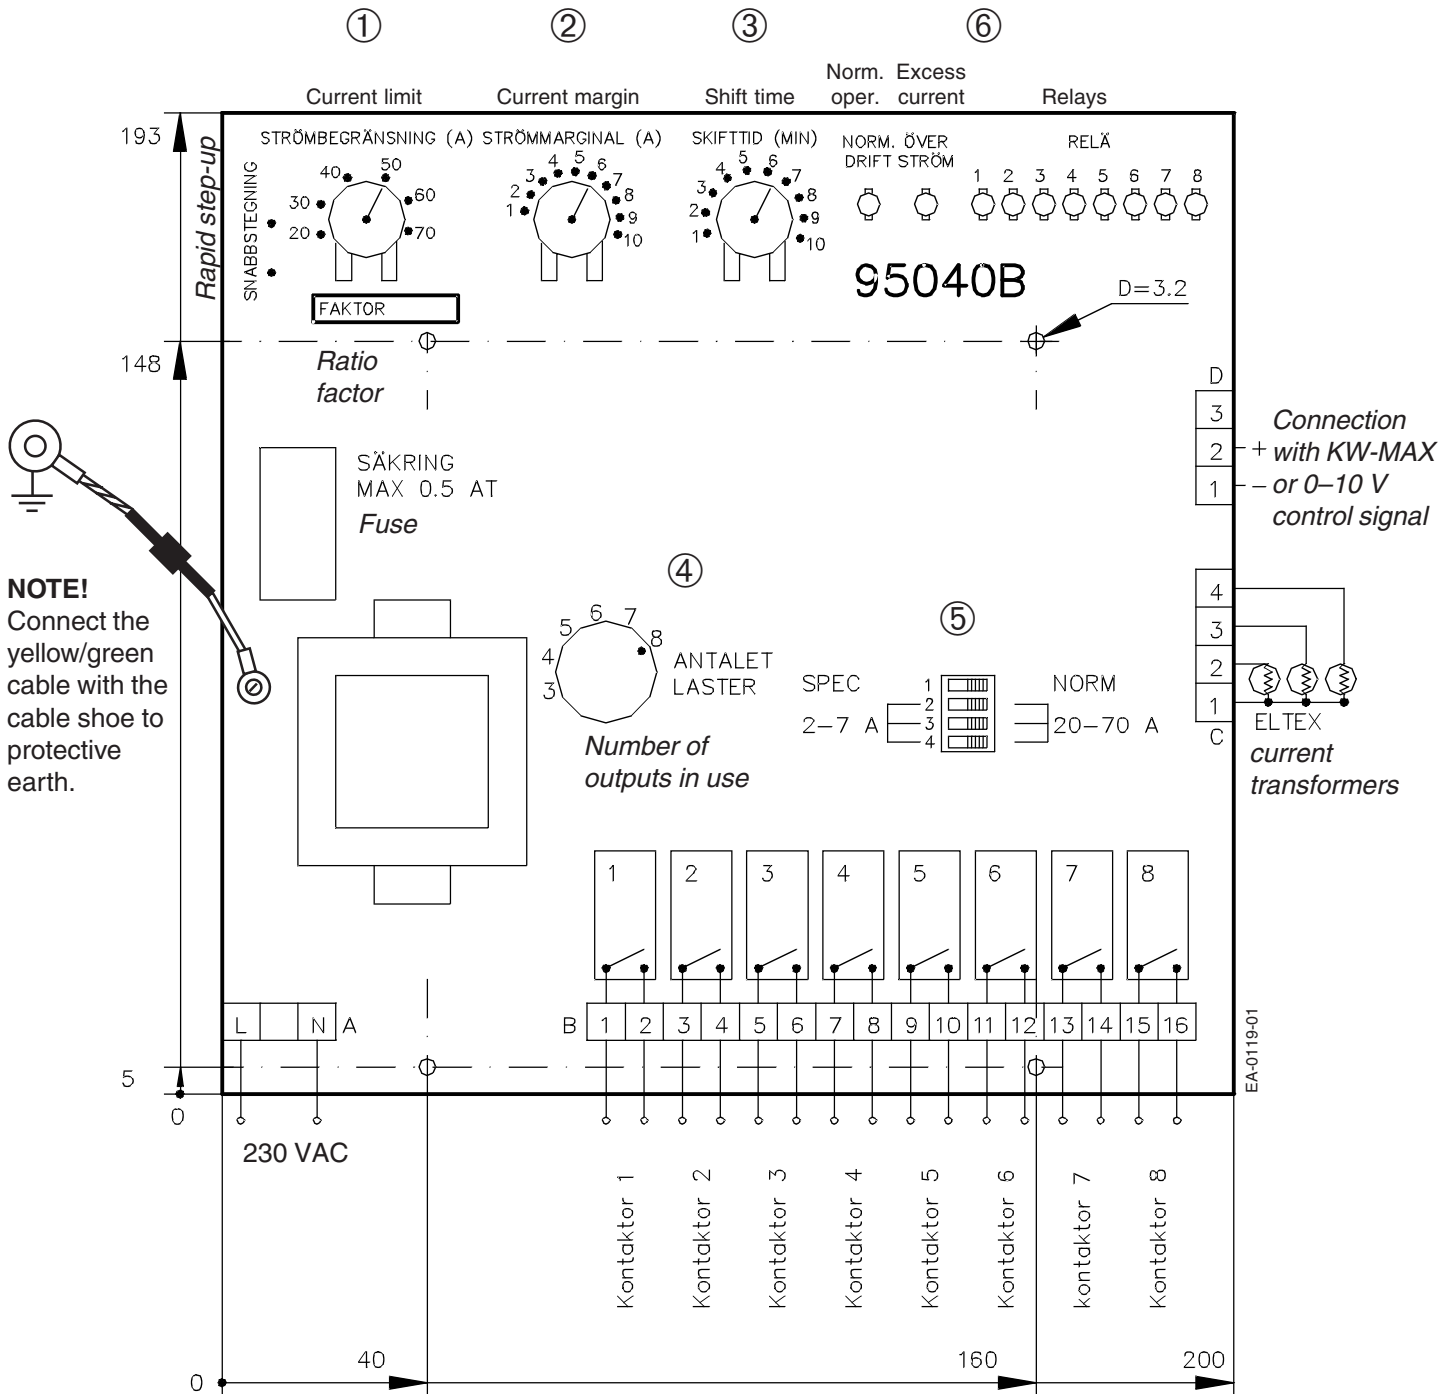 ① ② ③ ⑥
Norm. Excess
Current limit Current margin Shift time oper. current Relays
193
Rapid step-up
SNABBSTEGNING
STRÖMBEGRÄNSNING (A)
20 30 40 50 60 70
STRÖMMARGINAL (A)
1 2 3 4 5 6 7 8 9 10
SKIFTTID (MIN)
1 2 3 4 5 6 7 8 9 10
NORM. ÖVER
DRIFT STRÖM
RELÄ
1 2 3 4 5 6 7 8
95040B
D=3.2
FAKTOR
Ratio
factor
148
D
3
2 +
1 –
Connection
with KW-MAX
or 0–10 V
control signal
SÄKRING
MAX 0.5 AT
Fuse
NOTE!
Connect the
yellow/green
cable with the
cable shoe to
protective
earth.
④
3 4 5 6 7 8
ANTALET
LASTER
Number of
outputs in use
⑤
SPEC
2–7 A
1
2
3
4
NORM
20–70 A
4
3
2
1
C
ELTEX
current
transformers
1 2 3 4 5 6 7 8
L N A
B 1 2 3 4 5 6 7 8 9 10 11 12 13 14 15 16
EA-0119-01
5
0
230 VAC
Kontaktor 1
Kontaktor 2
Kontaktor 3
Kontaktor 4
Kontaktor 5
Kontaktor 6
kontaktor 7
Kontaktor 8
0 40 160 200